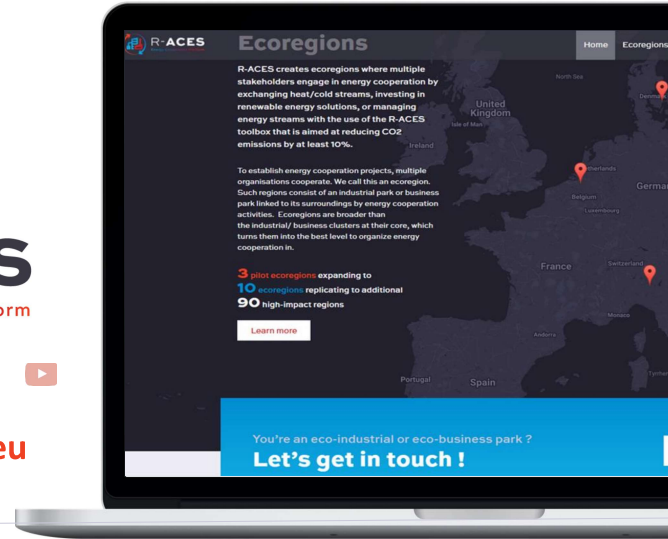 R-ACES
Ecoregions
Home Ecoregions
R-ACES creates ecoregions where multiple
stakeholders engage in energy cooperation by
exchanging heat/cold streams, investing in
renewable energy solutions, or managing
energy streams with the use of the R-ACES
toolbox that is aimed at reducing CO2
emissions by at least 10%.
To establish energy cooperation projects, multiple
organisations cooperate. We call this an ecoregion.
Such regions consist of an industrial park or business
park linked to its surroundings by energy cooperation
activities. Ecoregions are broader than
the industrial/ business clusters at their core, which
turns them into the best level to organize energy
cooperation in.
3 pilot ecoregions expanding to
10 ecoregions replicating to additional
90 high-impact regions
Learn more
North Sea
United
Kingdom
Isle of Man
Ireland
Belgium
Luxembourg
France
Switzerland
Monaco
Andorra
Portugal
Spain
You're an eco-industrial or eco-business park ?
Let's get in touch !
s
orm
eu